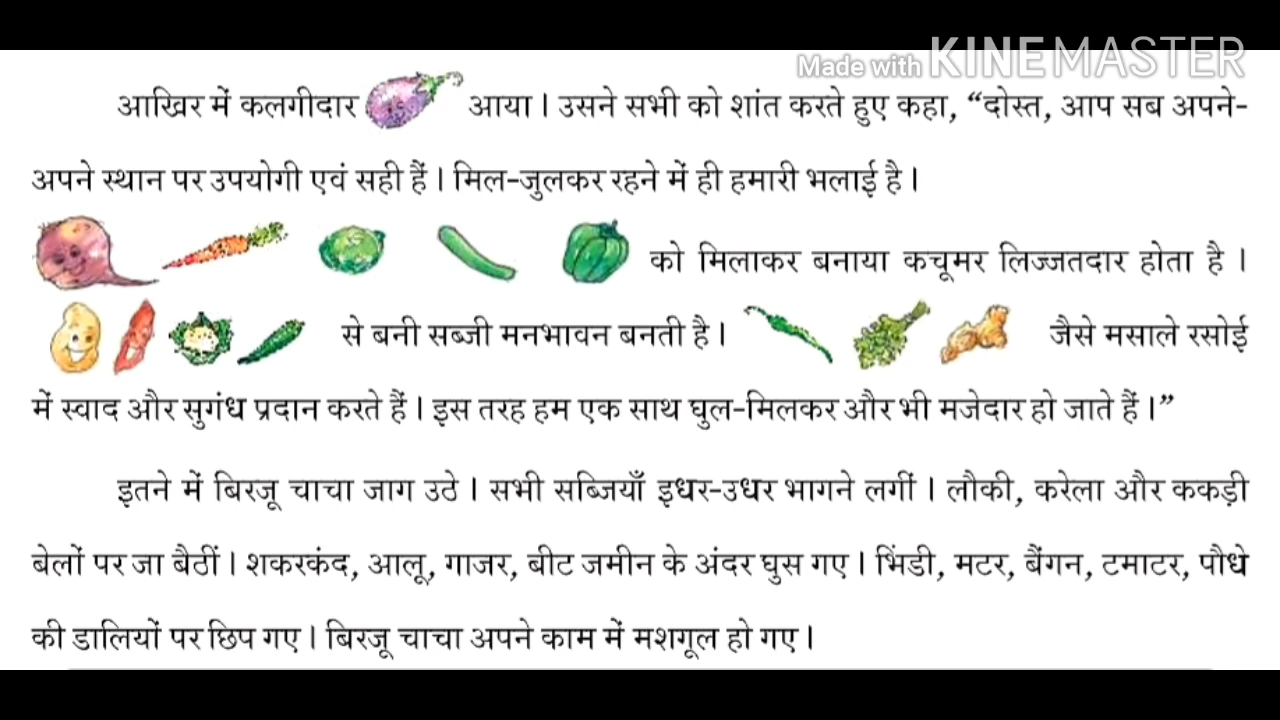 Made with KINEMASTER
आखिर में कलगीदार आया । उसने सभी को शांत करते हुए कहा, “दोस्त, आप सब अपने-
अपने स्थान पर उपयोगी एवं सही हैं । मिल-जुलकर रहने में ही हमारी भलाई है ।
को मिलाकर बनाया कचूमर लिज्जतदार होता है ।
से बनी सब्जी मनभावन बनती है । जैसे मसाले रसोई
में स्वाद और सुगंध प्रदान करते हैं । इस तरह हम एक साथ घुल-मिलकर और भी मजेदार हो जाते हैं ।”
इतने में बिरजू चाचा जाग उठे । सभी सब्जियाँ इधर-उधर भागने लगीं । लौकी, करेला और ककड़ी
बेलों पर जा बैठीं । शकरकंद, आलू, गाजर, बीट जमीन के अंदर घुस गए । भिंडी, मटर, बैंगन, टमाटर, पौधे
की डालियों पर छिप गए । बिरजू चाचा अपने काम में मशगूल हो गए ।